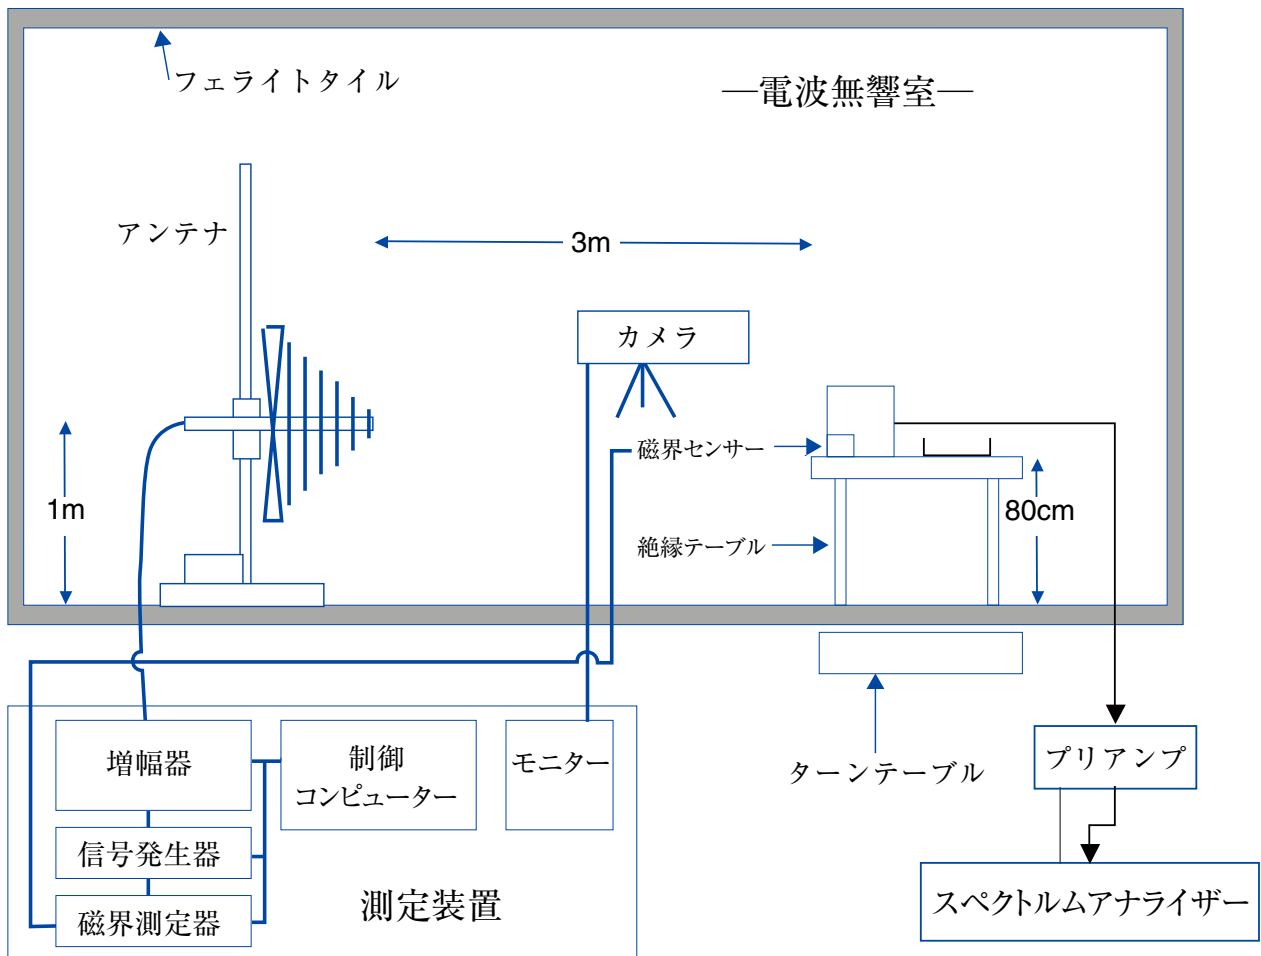 フェライトタイル
―電波無響室―
アンテナ
3m
カメラ
磁界センサー
1m
80cm
絶縁テーブル
ターンテーブル
増幅器
制御
コンピューター
モニター
プリアンプ
信号発生器
磁界測定器
測定装置
スペクトルムアナライザー